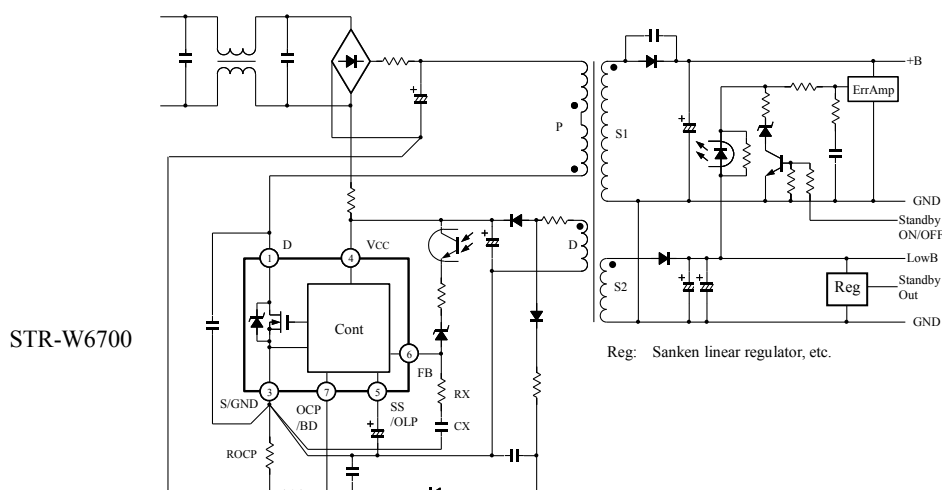 +B
ErrAmp
P
S1
GND
Standby
ON/OFF
D
VCC
D
LowB
1
4
S2
Reg
Standby
Out
Cont
STR-W6700
GND
6
FB
Reg: Sanken linear regulator, etc.
3
7
5
S/GND
OCP
/BD
SS
/OLP
RX
CX
ROCP